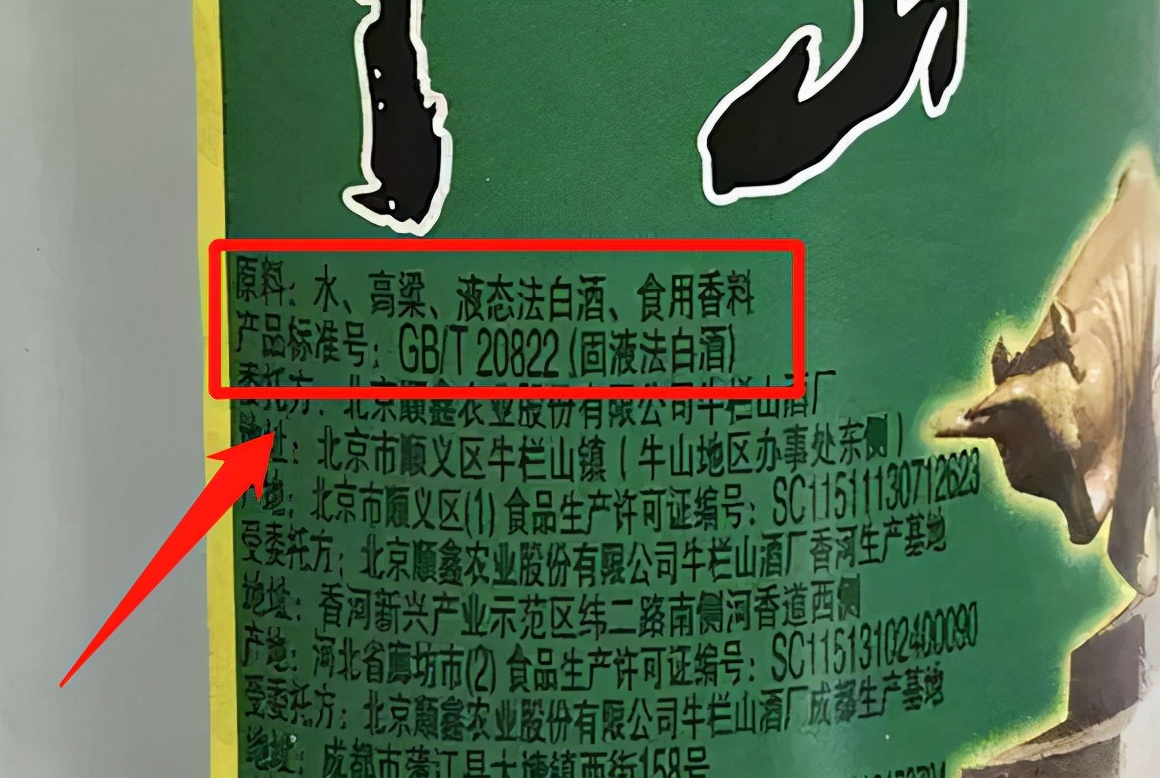 原料：水、高粱、液态法白酒、食用香料
产品标准号：GB/T 20822（固液法白酒）
委托方：北京顺鑫农业股份有限公司牛栏山酒厂
地址：北京市顺义区牛栏山镇（牛山地区办事处东侧）
产地：北京市顺义区(1) 食品生产许可证编号：SC11511130712623
受委托方：北京顺鑫农业股份有限公司牛栏山酒厂香河生产基地
地址：香河新兴产业示范区纬二路南侧河香道西侧
产地：河北省廊坊市(2) 食品生产许可证编号：SC11513102400090
受委托方：北京顺鑫农业股份有限公司牛栏山酒厂成都生产基地
地址：成都市蒲江县大塘镇西街158号